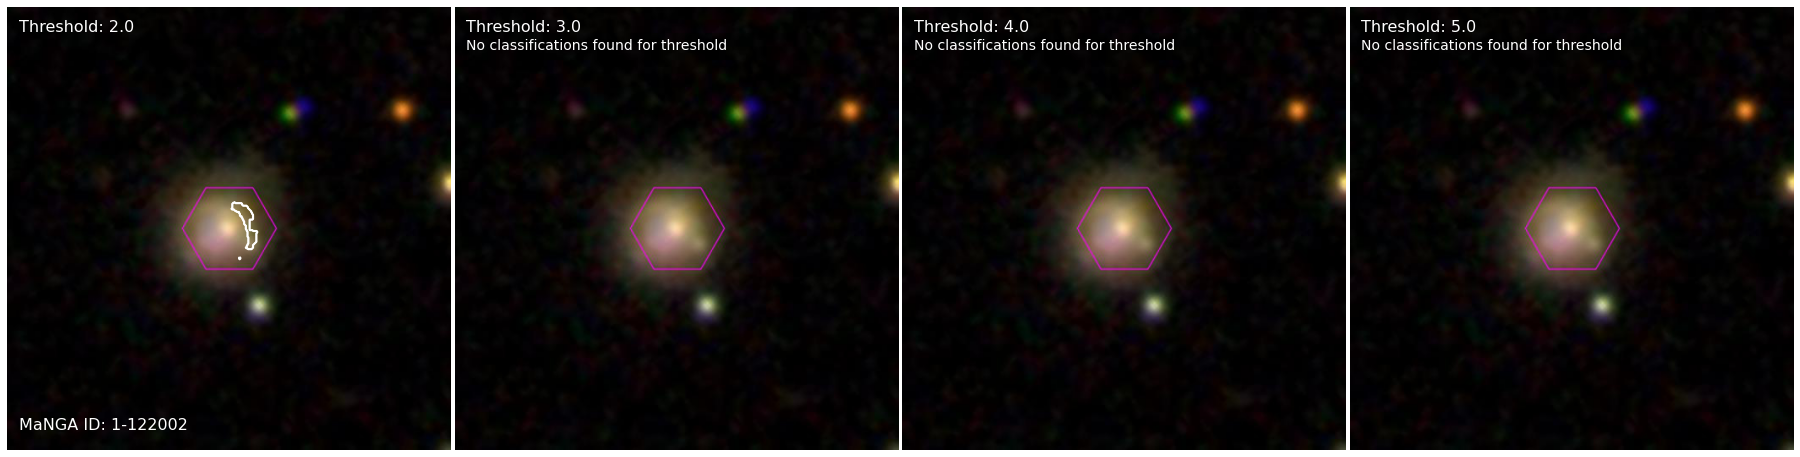 Threshold: 2.0
MaNGA ID: 1-122002
Threshold: 3.0
No classifications found for threshold
Threshold: 4.0
No classifications found for threshold
Threshold: 5.0
No classifications found for threshold